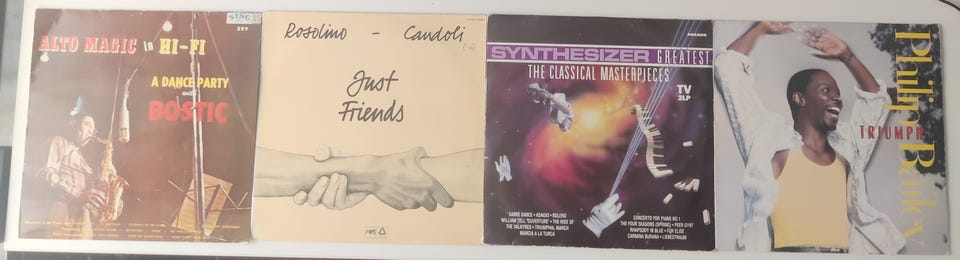 KING
597
ALTO MAGIC in HI-FI
A DANCE PARTY
with
BOSTIC
Rosolino - Candoli
Just
Friends
ARCADE
SYNTHESIZER GREATEST
THE CLASSICAL MASTERPIECES
TV
2LP
SABRE DANCE • ADAGIO • BOLERO
WILLIAM TELL 'OUVERTURE' • THE RIDE OF
THE VALKYRIES • TRIUMPHAL MARCH
MARCIA A LA TURCA
CONCERTO FOR PIANO NO.1
THE FOUR SEASONS (SPRING) • PEER GYNT
RHAPSODY IN BLUE • FÜR ELISE
CARMINA BURANA • LIEBESTRAUM
Philip Bailey
TRIUMPH